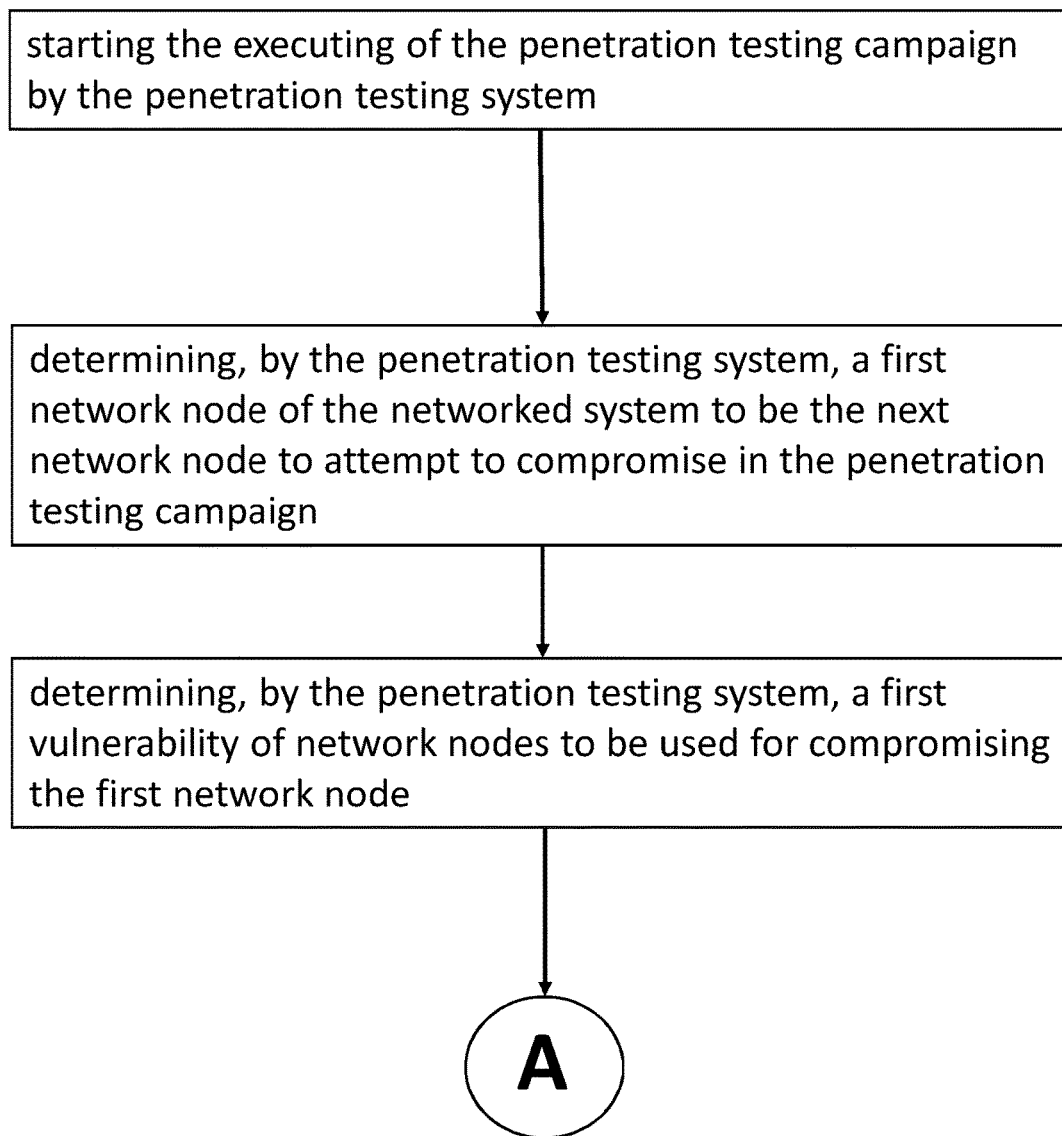 starting the executing of the penetration testing campaign
by the penetration testing system
determining, by the penetration testing system, a first
network node of the networked system to be the next
network node to attempt to compromise in the penetration
testing campaign
determining, by the penetration testing system, a first
vulnerability of network nodes to be used for compromising
the first network node
A